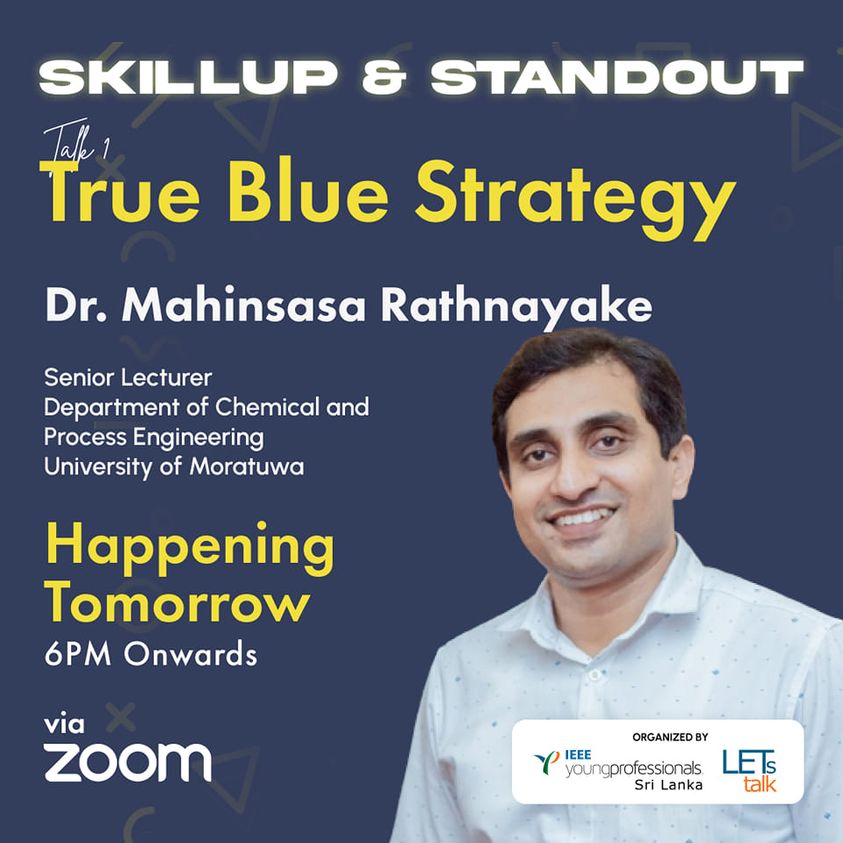 SKILLUP & STANDOUT
Talk 1
True Blue Strategy
Dr. Mahinsasa Rathnayake
Senior Lecturer
Department of Chemical and
Process Engineering
University of Moratuwa
Happening
Tomorrow
6PM Onwards
via
zoom
ORGANIZED BY
IEEE
youngprofessionals
Sri Lanka
LETs
talk